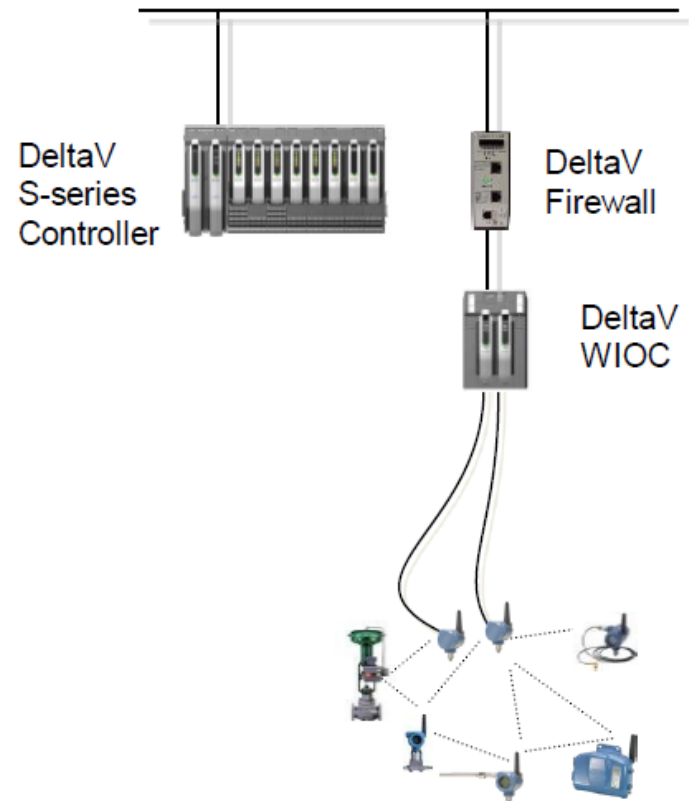 DeltaV
S-series
Controller
DeltaV
Firewall
DeltaV
WIOC